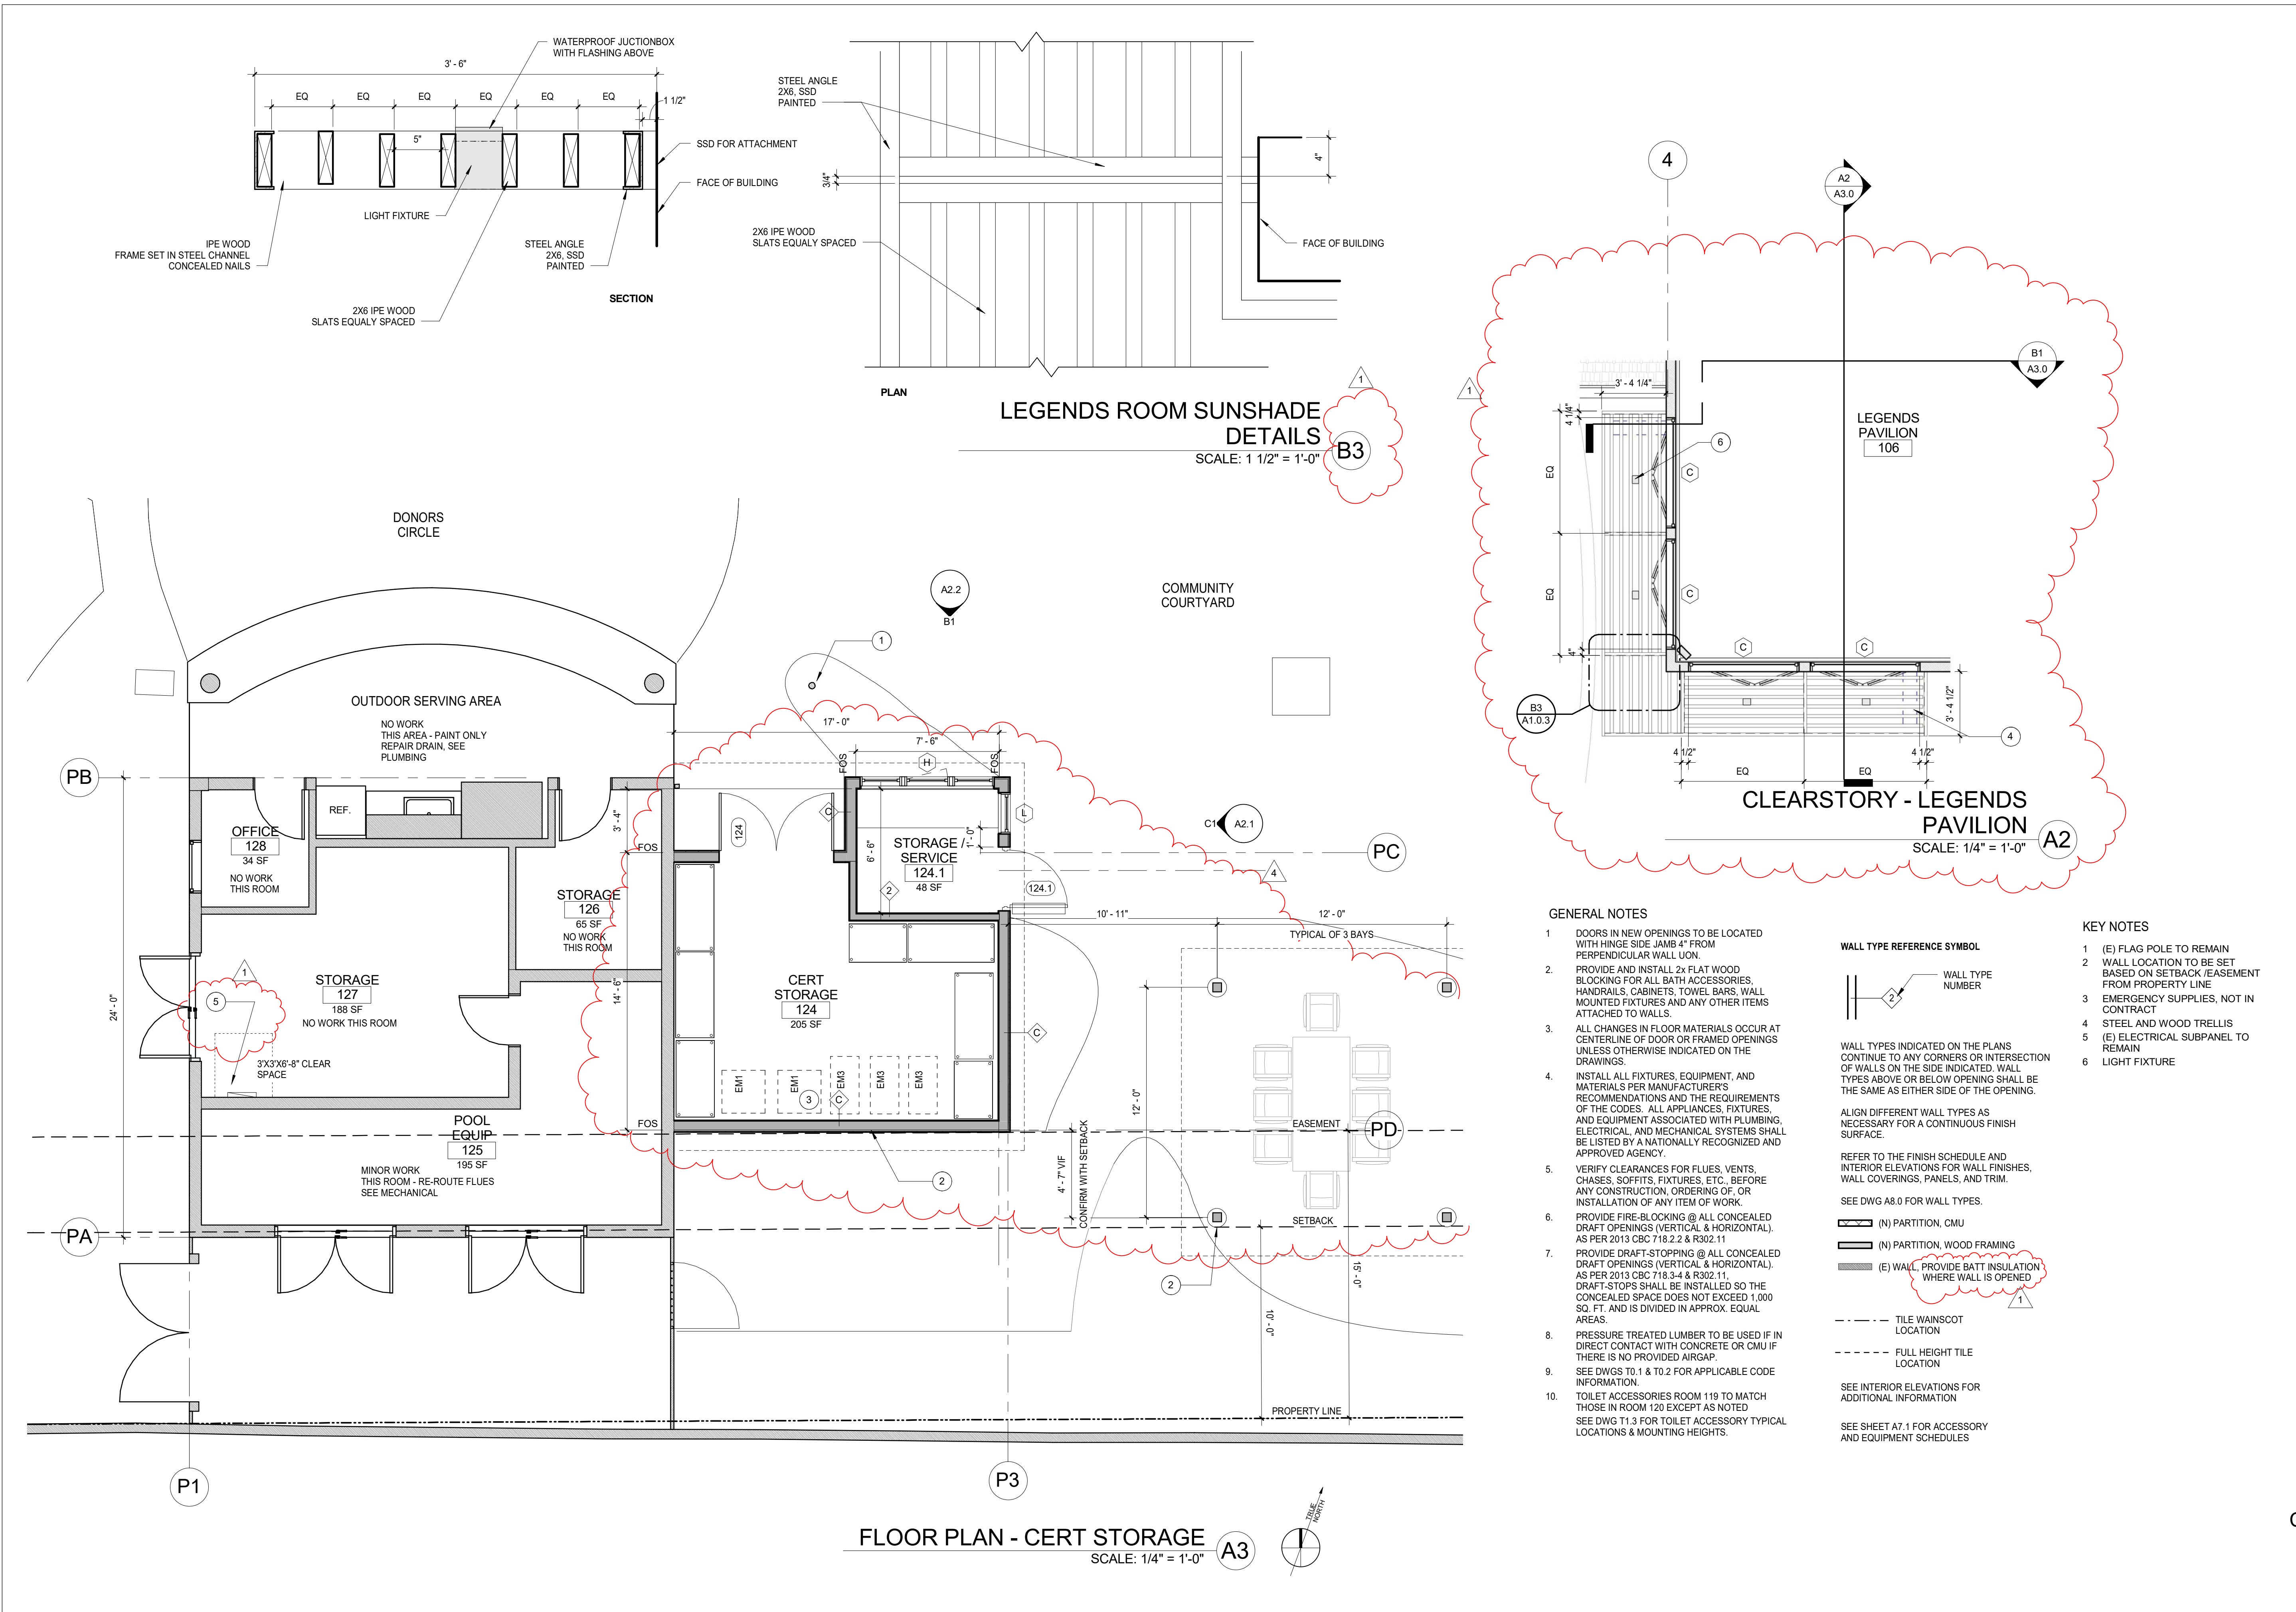 WATERPROOF JUCTIONBOX
WITH FLASHING ABOVE
3' - 6"
EQ
EQ
EQ
EQ
EQ
EQ
1 1/2"
5"
SSD FOR ATTACHMENT
FACE OF BUILDING
LIGHT FIXTURE
IPE WOOD
FRAME SET IN STEEL CHANNEL
CONCEALED NAILS
STEEL ANGLE
2X6, SSD
PAINTED
SECTION
2X6 IPE WOOD
SLATS EQUALY SPACED
STEEL ANGLE
2X6, SSD
PAINTED
4"
3/4"
2X6 IPE WOOD
SLATS EQUALY SPACED
FACE OF BUILDING
PLAN
1
LEGENDS ROOM SUNSHADE
DETAILS
SCALE: 1 1/2" = 1'-0"
B3
4
A2
A3.0
B1
A3.0
1
3' - 4 1/4"
4 1/4"
LEGENDS
PAVILION
106
6
C
EQ
C
EQ
4"
C
C
B3
A1.0.3
3' - 4 1/2"
4
4 1/2"
4 1/2"
EQ
EQ
CLEARSTORY - LEGENDS
PAVILION
SCALE: 1/4" = 1'-0"
A2
DONORS
CIRCLE
COMMUNITY
COURTYARD
A2.2
B1
1
OUTDOOR SERVING AREA
NO WORK
THIS AREA - PAINT ONLY
REPAIR DRAIN, SEE
PLUMBING
17' - 0"
7' - 6"
FOS
FOS
H
PB
REF.
OFFICE
128
34 SF
NO WORK
THIS ROOM
3' - 4"
FOS
124
C
L
C1
A2.1
6' - 6"
1' - 0"
STORAGE /
SERVICE
124.1
48 SF
PC
4
2
124.1
STORAGE
126
65 SF
NO WORK
THIS ROOM
10' - 11"
12' - 0"
TYPICAL OF 3 BAYS
1
5
STORAGE
127
188 SF
NO WORK THIS ROOM
14' - 6"
CERT
STORAGE
124
205 SF
24' - 0"
C
3'X3'X6'-8" CLEAR
SPACE
EM1
EM1
EM3
EM3
EM3
3
C
12' - 0"
POOL
EQUIP
125
195 SF
FOS
EASEMENT
PD
MINOR WORK
THIS ROOM - RE-ROUTE FLUES
SEE MECHANICAL
2
4' - 7" VIF
CONFIRM WITH SETBACK
PA
SETBACK
2
15' - 0"
10' - 0"
PROPERTY LINE
P1
P3
FLOOR PLAN - CERT STORAGE
SCALE: 1/4" = 1'-0"
A3
TRUE
NORTH
GENERAL NOTES
1 DOORS IN NEW OPENINGS TO BE LOCATED
WITH HINGE SIDE JAMB 4" FROM
PERPENDICULAR WALL UON.
2. PROVIDE AND INSTALL 2x FLAT WOOD
BLOCKING FOR ALL BATH ACCESSORIES,
HANDRAILS, CABINETS, TOWEL BARS, WALL
MOUNTED FIXTURES AND ANY OTHER ITEMS
ATTACHED TO WALLS.
3. ALL CHANGES IN FLOOR MATERIALS OCCUR AT
CENTERLINE OF DOOR OR FRAMED OPENINGS
UNLESS OTHERWISE INDICATED ON THE
DRAWINGS.
4. INSTALL ALL FIXTURES, EQUIPMENT, AND
MATERIALS PER MANUFACTURER'S
RECOMMENDATIONS AND THE REQUIREMENTS
OF THE CODES. ALL APPLIANCES, FIXTURES,
AND EQUIPMENT ASSOCIATED WITH PLUMBING,
ELECTRICAL, AND MECHANICAL SYSTEMS SHALL
BE LISTED BY A NATIONALLY RECOGNIZED AND
APPROVED AGENCY.
5. VERIFY CLEARANCES FOR FLUES, VENTS,
CHASES, SOFFITS, FIXTURES, ETC., BEFORE
ANY CONSTRUCTION, ORDERING OF, OR
INSTALLATION OF ANY ITEM OF WORK.
6. PROVIDE FIRE-BLOCKING @ ALL CONCEALED
DRAFT OPENINGS (VERTICAL & HORIZONTAL).
AS PER 2013 CBC 718.2.2 & R302.11
7. PROVIDE DRAFT-STOPPING @ ALL CONCEALED
DRAFT OPENINGS (VERTICAL & HORIZONTAL).
AS PER 2013 CBC 718.3-4 & R302.11,
DRAFT-STOPS SHALL BE INSTALLED SO THE
CONCEALED SPACE DOES NOT EXCEED 1,000
SQ. FT. AND IS DIVIDED IN APPROX. EQUAL
AREAS.
8. PRESSURE TREATED LUMBER TO BE USED IF IN
DIRECT CONTACT WITH CONCRETE OR CMU IF
THERE IS NO PROVIDED AIRGAP.
9. SEE DWGS T0.1 & T0.2 FOR APPLICABLE CODE
INFORMATION.
10. TOILET ACCESSORIES ROOM 119 TO MATCH
THOSE IN ROOM 120 EXCEPT AS NOTED
SEE DWG T1.3 FOR TOILET ACCESSORY TYPICAL
LOCATIONS & MOUNTING HEIGHTS.
WALL TYPE REFERENCE SYMBOL
WALL TYPE
NUMBER
2
WALL TYPES INDICATED ON THE PLANS
CONTINUE TO ANY CORNERS OR INTERSECTION
OF WALLS ON THE SIDE INDICATED. WALL
TYPES ABOVE OR BELOW OPENING SHALL BE
THE SAME AS EITHER SIDE OF THE OPENING.
ALIGN DIFFERENT WALL TYPES AS
NECESSARY FOR A CONTINUOUS FINISH
SURFACE.
REFER TO THE FINISH SCHEDULE AND
INTERIOR ELEVATIONS FOR WALL FINISHES,
WALL COVERINGS, PANELS, AND TRIM.
SEE DWG A8.0 FOR WALL TYPES.
(N) PARTITION, CMU
(N) PARTITION, WOOD FRAMING
(E) WALL, PROVIDE BATT INSULATION
WHERE WALL IS OPENED
1
TILE WAINSCOT
LOCATION
FULL HEIGHT TILE
LOCATION
SEE INTERIOR ELEVATIONS FOR
ADDITIONAL INFORMATION
SEE SHEET A7.1 FOR ACCESSORY
AND EQUIPMENT SCHEDULES
KEY NOTES
1 (E) FLAG POLE TO REMAIN
2 WALL LOCATION TO BE SET
BASED ON SETBACK /EASEMENT
FROM PROPERTY LINE
3 EMERGENCY SUPPLIES, NOT IN
CONTRACT
4 STEEL AND WOOD TRELLIS
5 (E) ELECTRICAL SUBPANEL TO
REMAIN
6 LIGHT FIXTURE